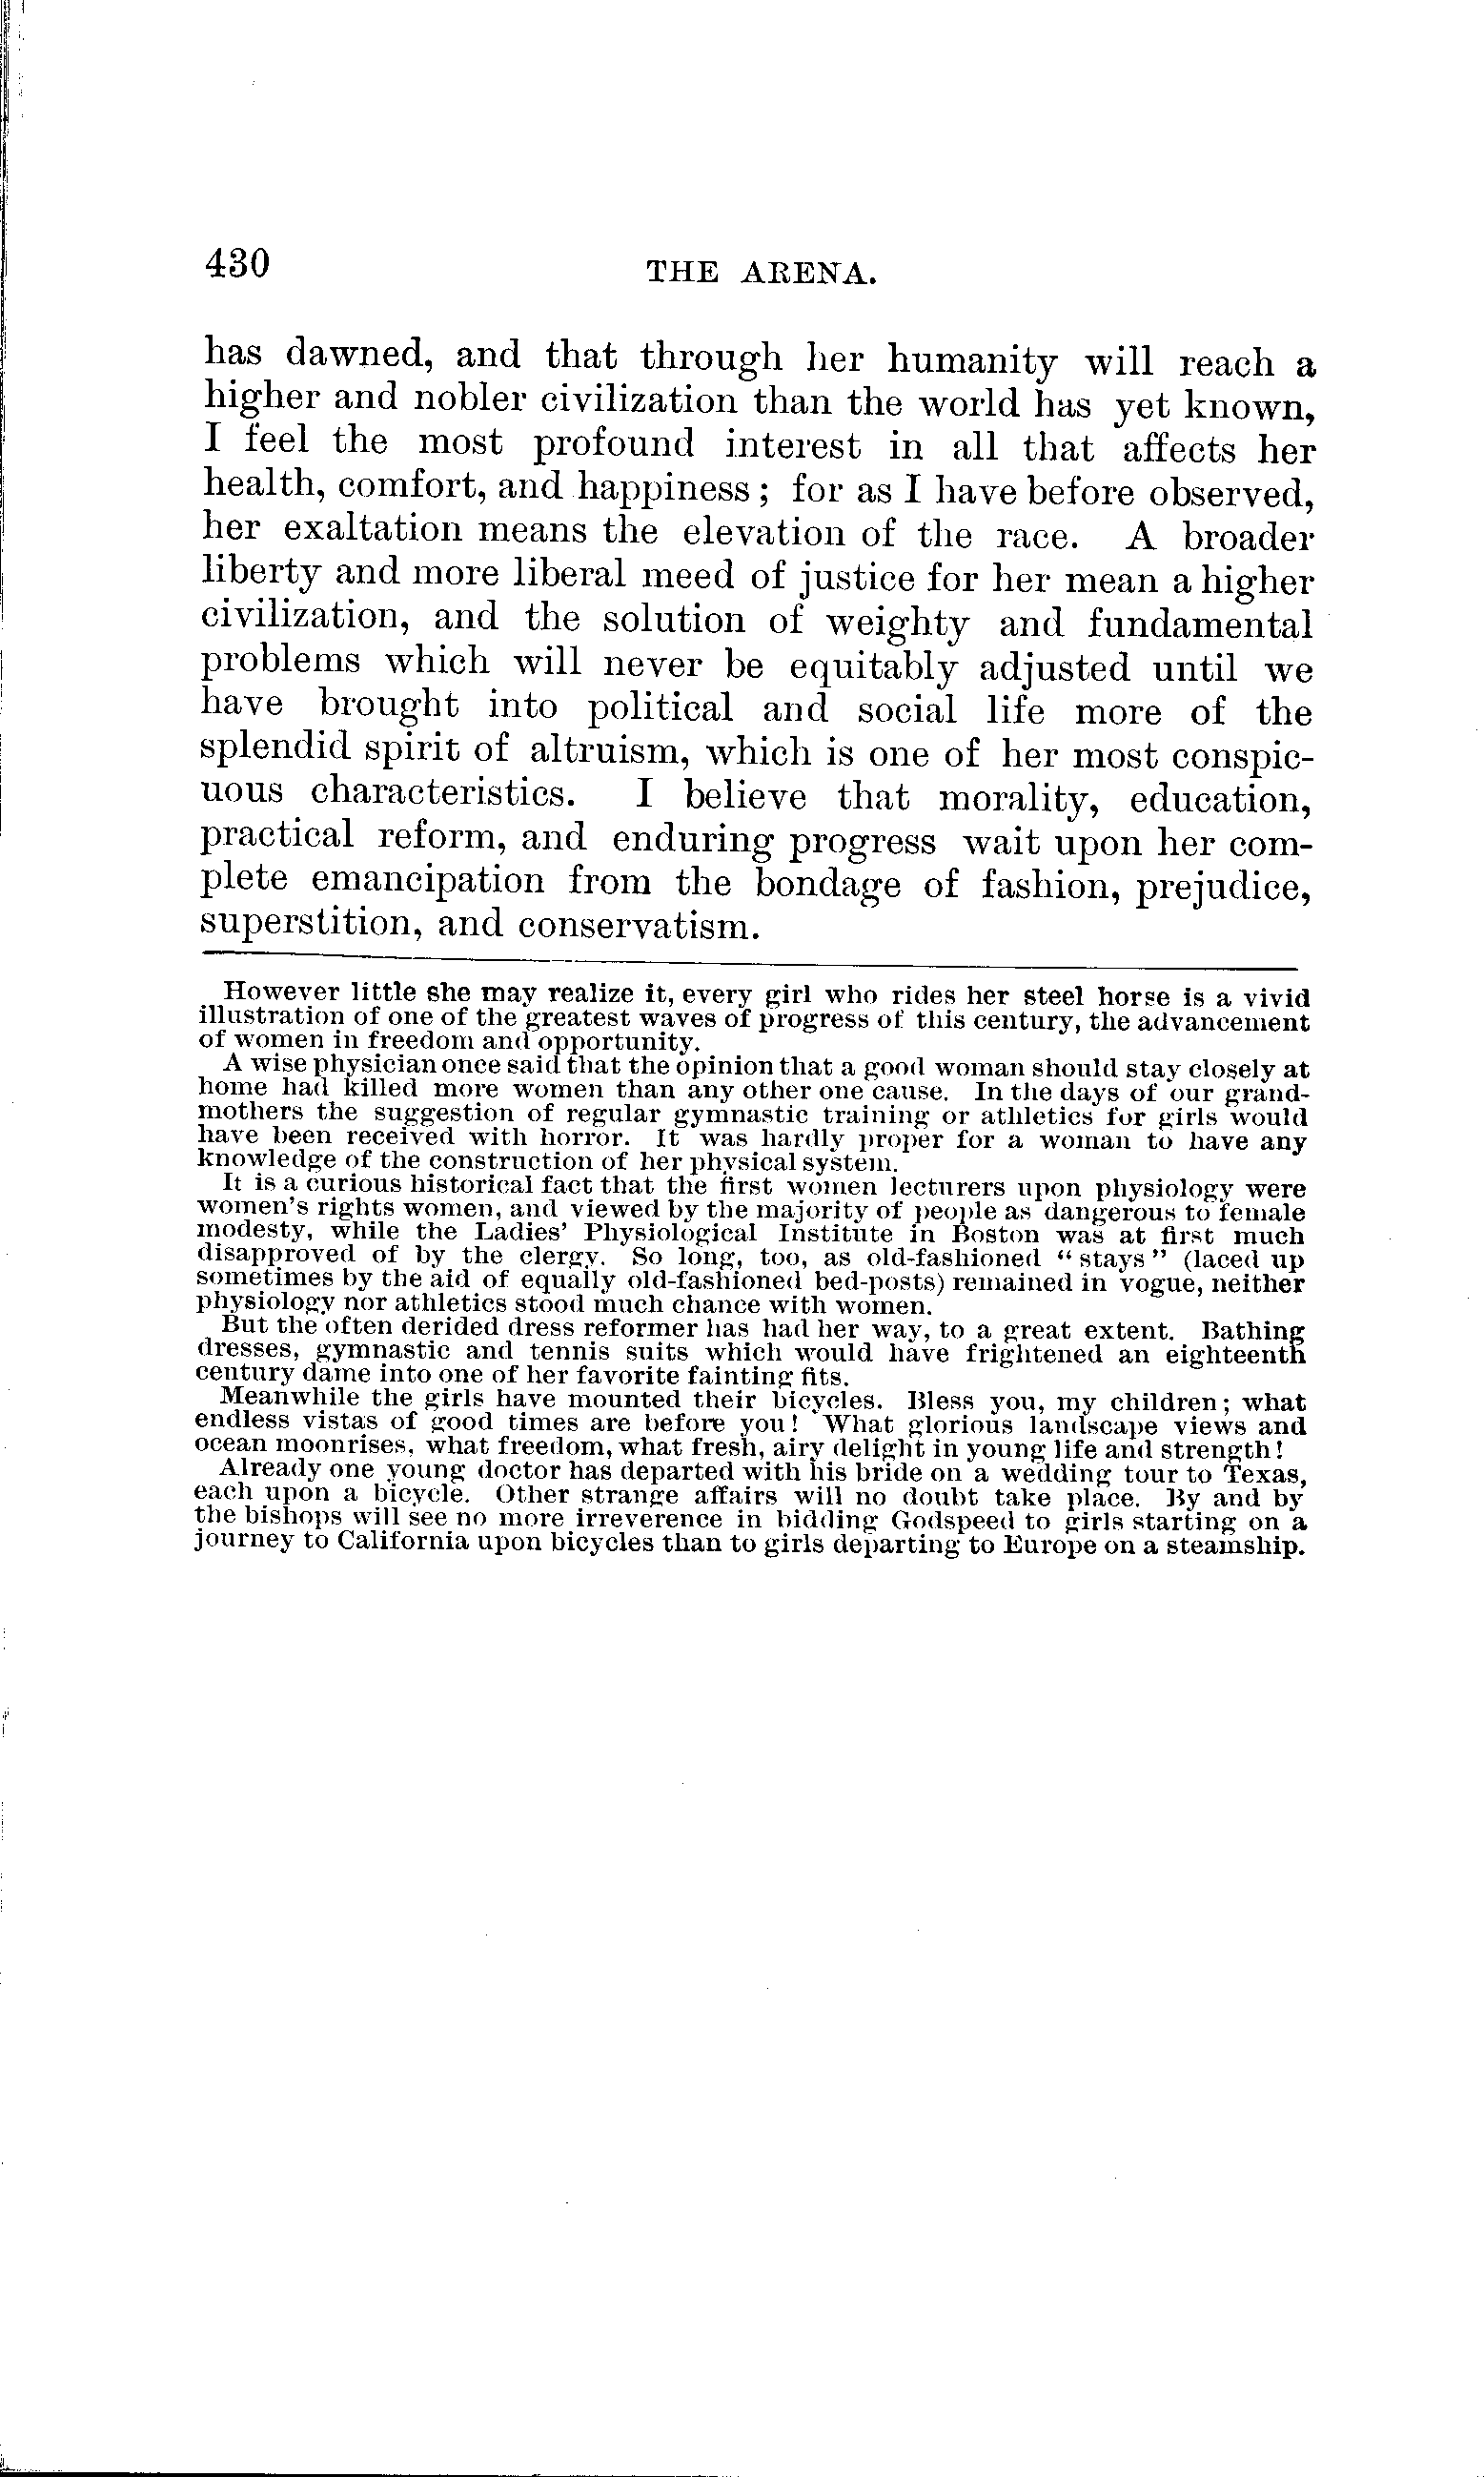 430
THE ARENA.
has dawned, and that through her humanity will reach a
higher and nobler civilization than the world has yet known,
I feel the most profound interest in all that affects her
health, comfort, and happiness; for as I have before observed,
her exaltation means the elevation of the race. A broader
liberty and more liberal meed of justice for her mean a higher
civilization, and the solution of weighty and fundamental
problems which will never be equitably adjusted until we
have brought into political and social life more of the
splendid spirit of altruism, which is one of her most conspic-
uous characteristics. I believe that morality, education,
practical reform, and enduring progress wait upon her com-
plete emancipation from the bondage of fashion, prejudice,
superstition, and conservatism.
However little she may realize it, every girl who rides her steel horse is a vivid
illustration of one of the greatest waves of progress of this century, the advancement
of women in freedom and opportunity.
A wise physician once said that the opinion that a good woman should stay closely at
home had killed more women than any other one cause. In the days of our grand-
mothers the suggestion of regular gymnastic training or athletics for girls would
have been received with horror. It was hardly proper for a woman to have any
knowledge of the construction of her physical system.
It is a curious historical fact that the first women lecturers upon physiology were
women's rights women, and viewed by the majority of people as dangerous to female
modesty, while the Ladies' Physiological Institute in Boston was at first much
disapproved of by the clergy. So long, too, as old-fashioned "stays" (laced up
sometimes by the aid of equally old-fashioned bed-posts) remained in vogue, neither
physiology nor athletics stood much chance with women.
But the often derided dress reformer has had her way, to a great extent. Bathing
dresses, gymnastic and tennis suits which would have frightened an eighteenth
century dame into one of her favorite fainting fits.
Meanwhile the girls have mounted their bicycles. Bless you, my children; what
endless vistas of good times are before you! What glorious landscape views and
ocean moonrises, what freedom, what fresh, airy delight in young life and strength!
Already one young doctor has departed with his bride on a wedding tour to Texas,
each upon a bicycle. Other strange affairs will no doubt take place. By and by
the bishops will see no more irreverence in bidding Godspeed to girls starting on a
journey to California upon bicycles than to girls departing to Europe on a steamship.